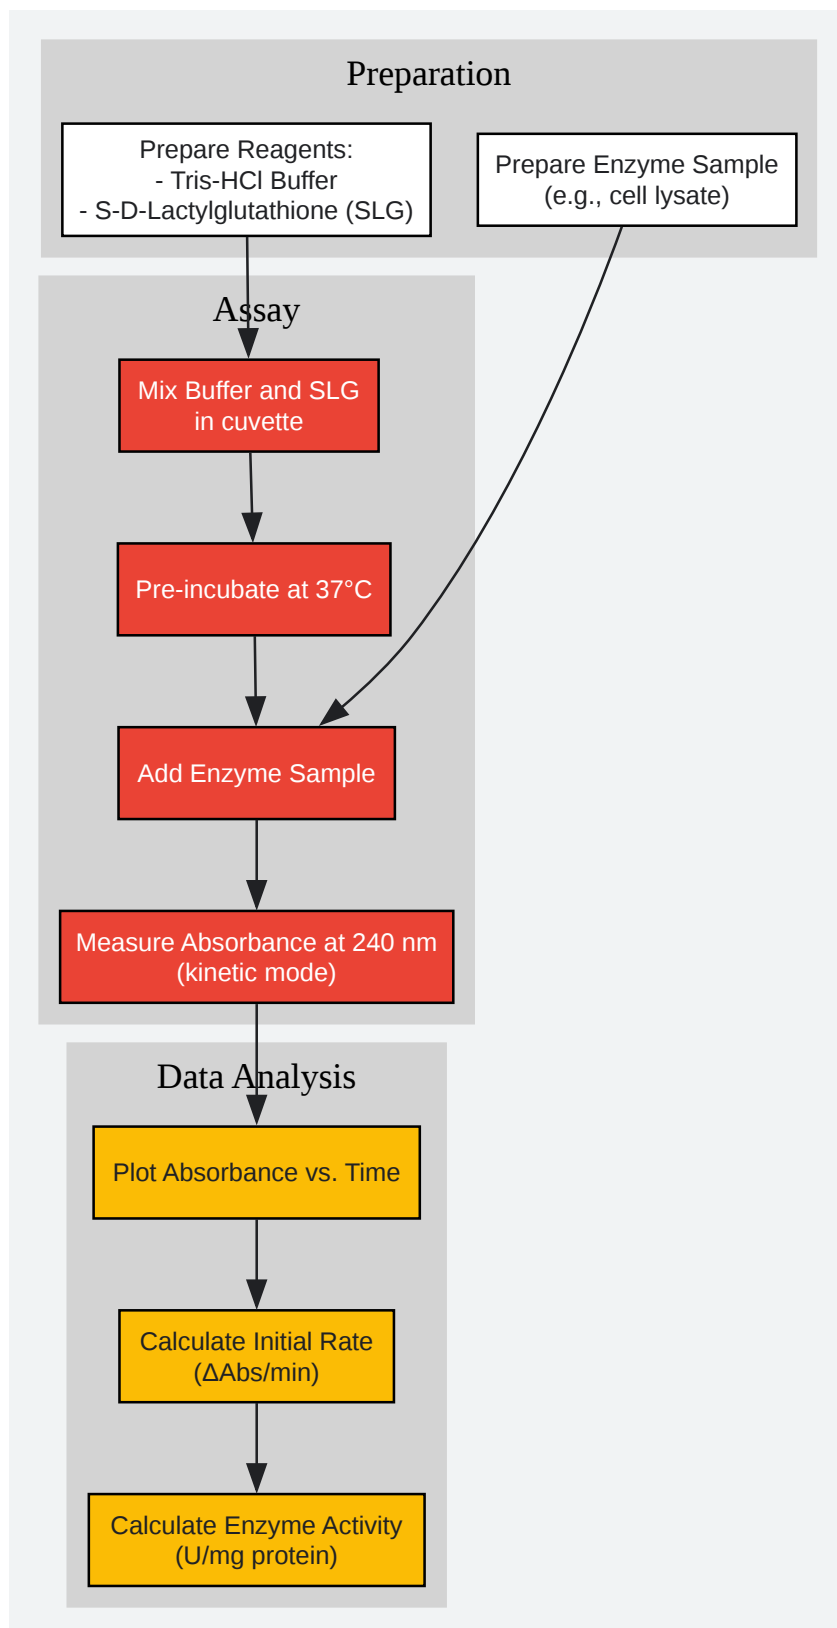 Preparation
Prepare Reagents:
- Tris-HCl Buffer
- S-D-Lactylglutathione (SLG)
Prepare Enzyme Sample
(e.g., cell lysate)
Assay
Mix Buffer and SLG
in cuvette
Pre-incubate at 37°C
Add Enzyme Sample
Measure Absorbance at 240 nm
(kinetic mode)
Data Analysis
Plot Absorbance vs. Time
Calculate Initial Rate
(ΔAbs/min)
Calculate Enzyme Activity
(U/mg protein)